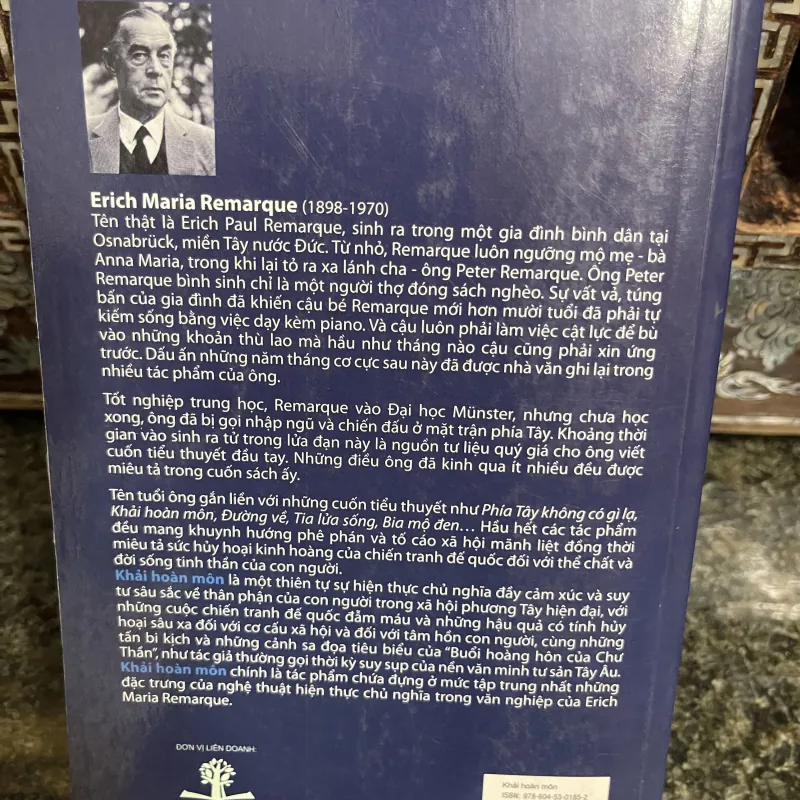 Erich Maria Remarque (1898-1970)
Tên thật là Erich Paul Remarque, sinh ra trong một gia đình bình dân tại
Osnabrück, miền Tây nước Đức. Từ nhỏ, Remarque luôn ngưỡng mộ mẹ - bà
Anna Maria, trong khi lại tỏ ra xa lánh cha - ông Peter Remarque. Ông Peter
Remarque bình sinh chỉ là một người thợ đóng sách nghèo. Sự vất vả, túng
bấn của gia đình đã khiến cậu bé Remarque mới hơn mười tuổi đã phải tự
kiếm sống bằng việc dạy kèm piano. Và cậu luôn phải làm việc cật lực để bù
vào những khoản thù lao mà hầu như tháng nào cậu cũng phải xin ứng
trước. Dấu ấn những năm tháng cơ cực sau này đã được nhà văn ghi lại trong
nhiều tác phẩm của ông.
Tốt nghiệp trung học, Remarque vào Đại học Münster, nhưng chưa học
xong, ông đã bị gọi nhập ngũ và chiến đấu ở mặt trận phía Tây. Khoảng thời
gian vào sinh ra tử trong lửa đạn này là nguồn tư liệu quý giá cho ông viết
cuốn tiểu thuyết đầu tay. Những điều ông đã kinh qua ít nhiều đều được
miêu tả trong cuốn sách ấy.
Tên tuổi ông gắn liền với những cuốn tiểu thuyết như Phía Tây không có gì lạ,
Khải hoàn môn, Đường về, Tia lửa sống, Bia mộ đen... Hầu hết các tác phẩm
đều mang khuynh hướng phê phán và tố cáo xã hội mãnh liệt đồng thời
miêu tả sức hủy hoại kinh hoàng của chiến tranh đế quốc đối với thể chất và
đời sống tinh thần của con người.
Khải hoàn môn là một thiên tự sự hiện thực chủ nghĩa đầy cảm xúc và suy
tư sâu sắc về thân phận của con người trong xã hội phương Tây hiện đại, với
những cuộc chiến tranh đế quốc đẫm máu và những hậu quả có tính hủy
hoại sâu xa đối với cơ cấu xã hội và đối với tâm hồn con người, cùng những
tấn bi kịch và những cảnh sa đọa tiêu biểu của "Buổi hoàng hôn của Chư
Thần", như tác giả thường gọi thời kỳ suy sụp của nền văn minh tư sản Tây Âu.
Khải hoàn môn chính là tác phẩm chứa đựng ở mức tập trung nhất những
đặc trưng của nghệ thuật hiện thực chủ nghĩa trong văn nghiệp của Erich
Maria Remarque.
ĐƠN VỊ LIÊN DOANH:
Khải hoàn môn
ISBN: 978-604-53-0185-2